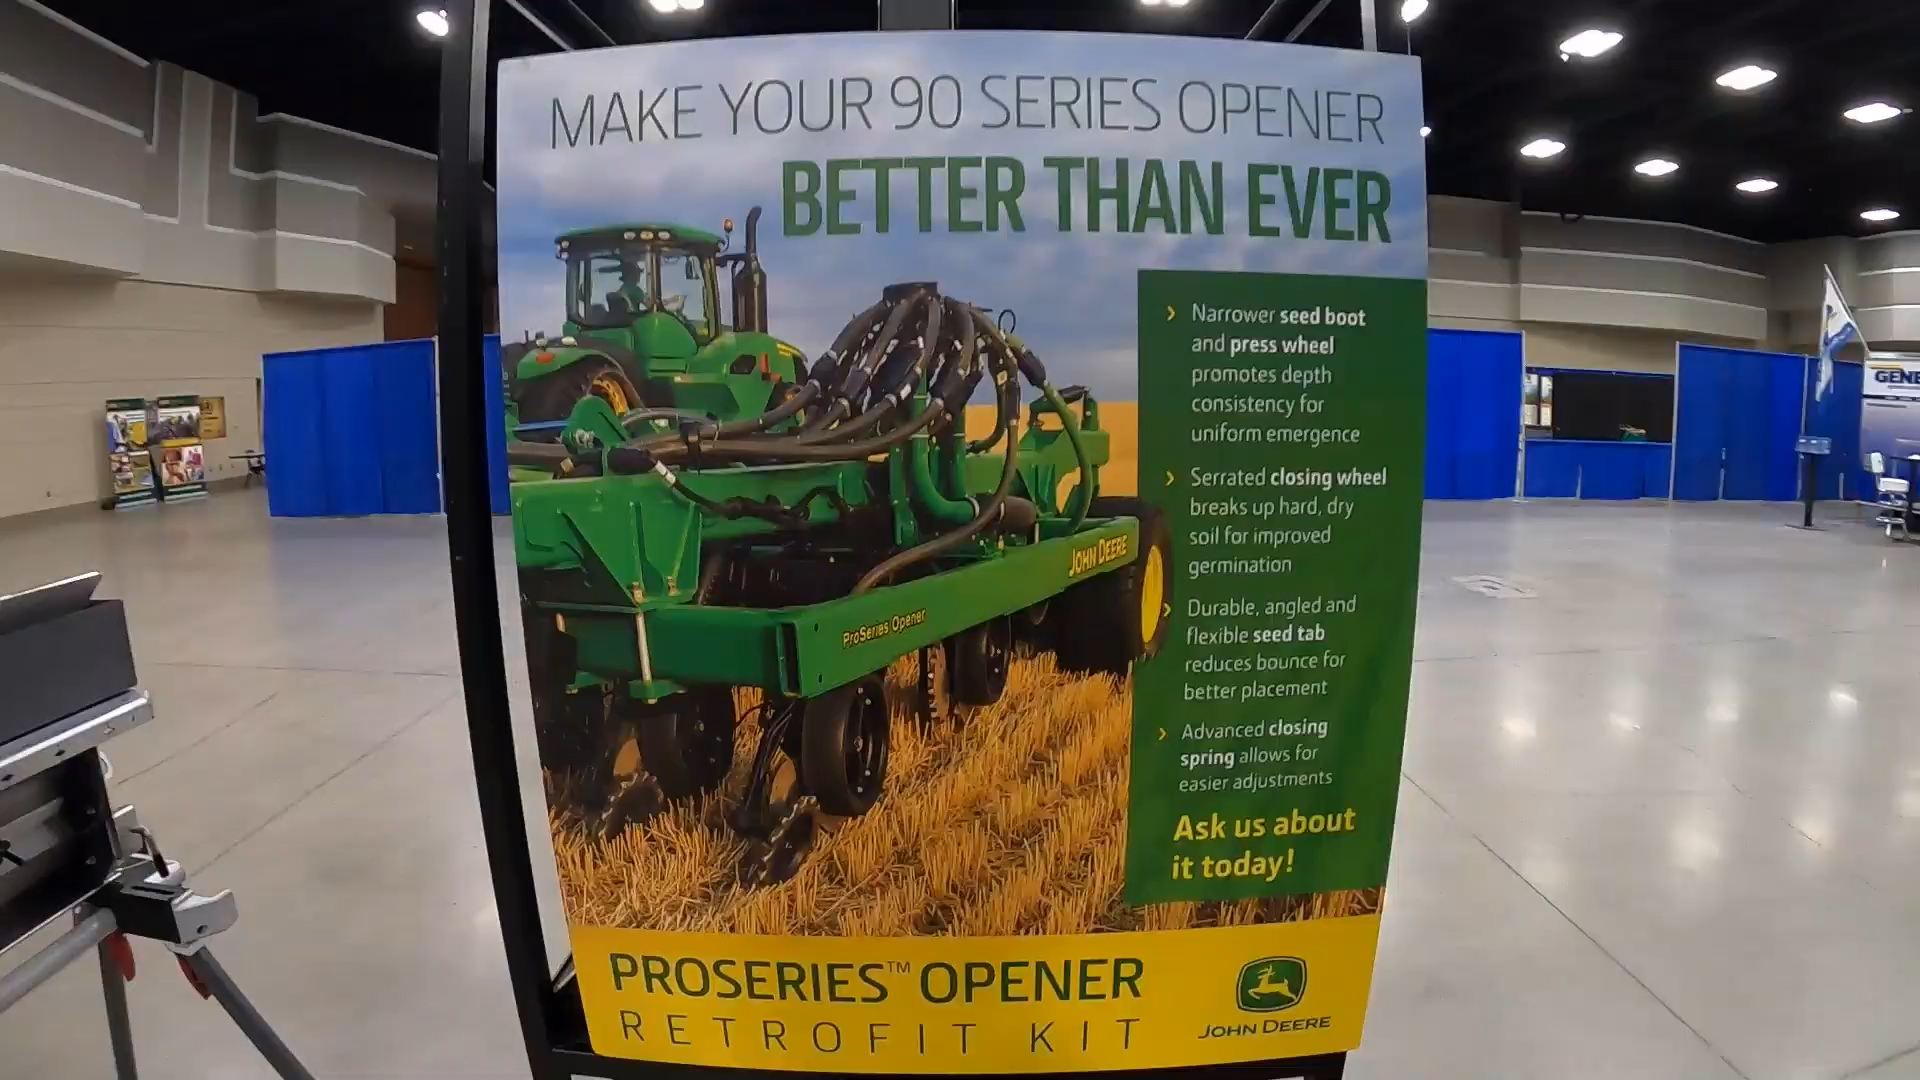 MAKE YOUR 90 SERIES OPENER
BETTER THAN EVER
› Narrower seed boot
and press wheel
promotes depth
consistency for
uniform emergence
› Serrated closing wheel
breaks up hard, dry
soil for improved
germination
› Durable, angled and
flexible seed tab
reduces bounce for
better placement
› Advanced closing
spring allows for
easier adjustments
Ask us about
it today!
JOHN DEERE
ProSeries Opener
PROSERIES™ OPENER
RETROFIT KIT
JOHN DEERE
GENE